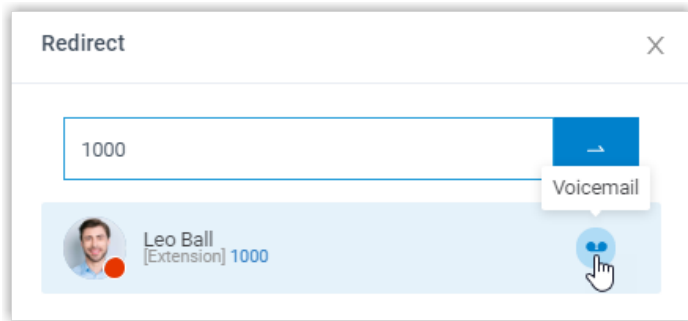 Redirect
1000
Voicemail
Leo Ball
[Extension] 1000